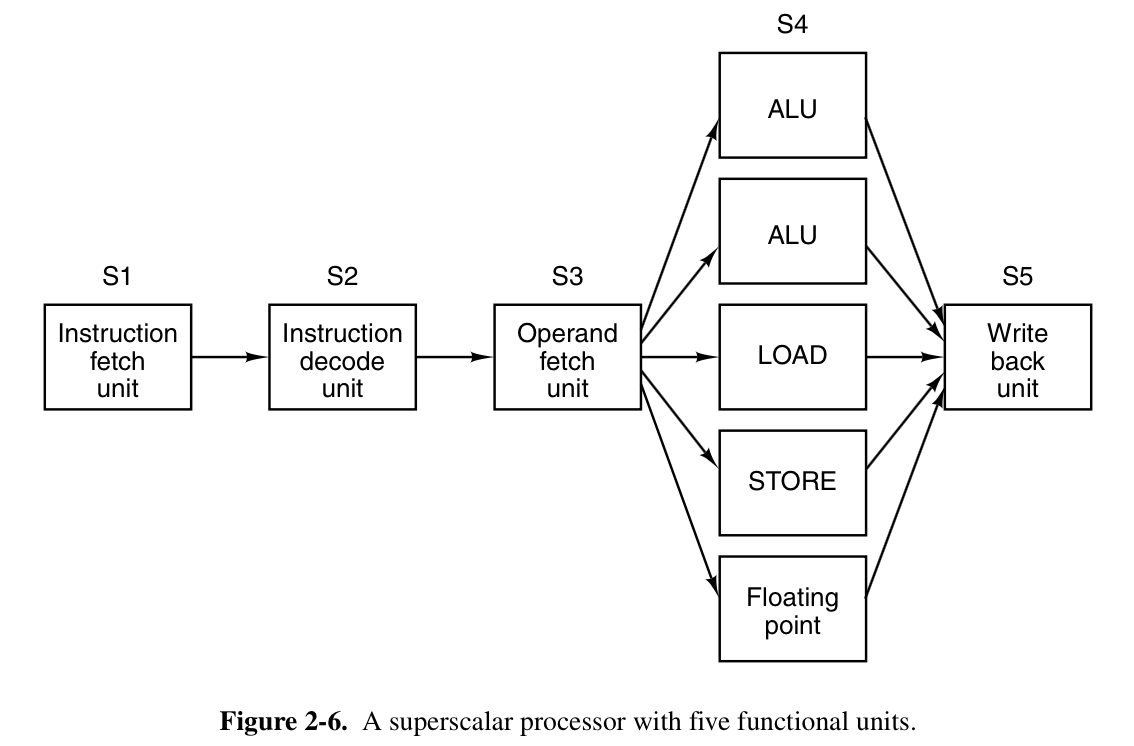 S4
ALU
ALU
S1
S2
S3
S5
Instruction
fetch
unit
Instruction
decode
unit
Operand
fetch
unit
LOAD
Write
back
unit
STORE
Floating
point
Figure 2-6. A superscalar processor with five functional units.